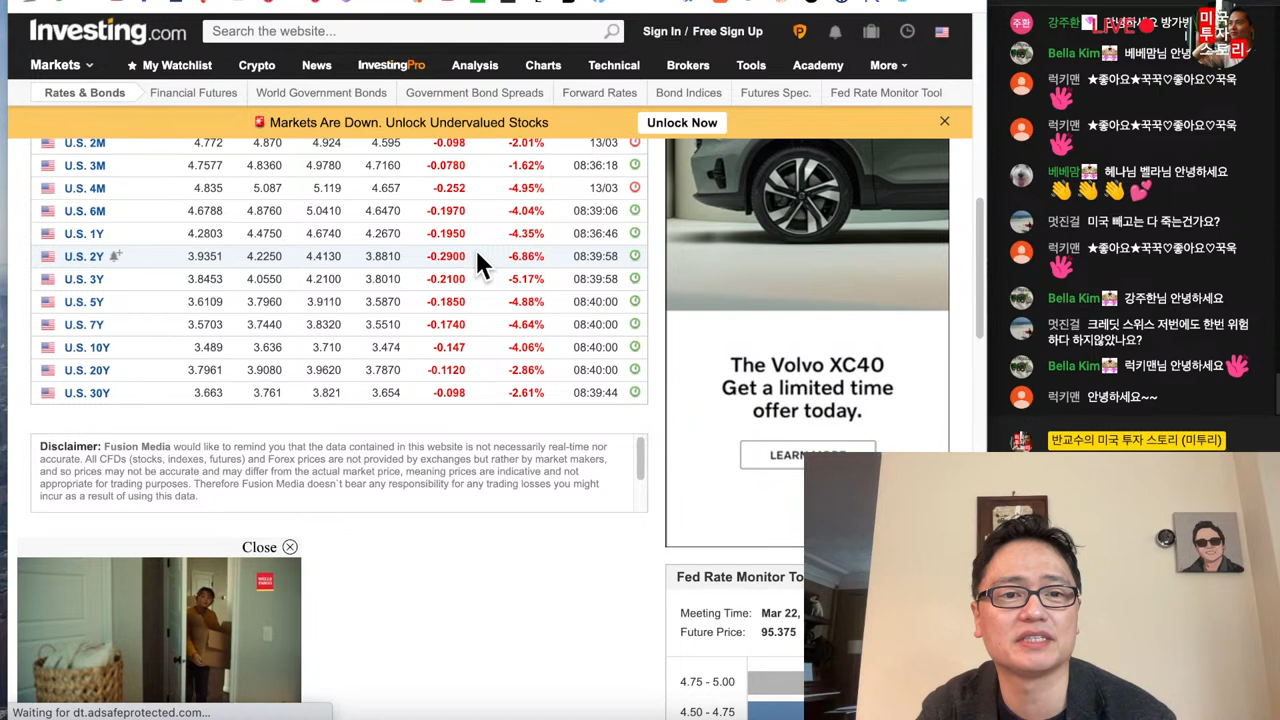 Investing.com
Search the website...
Sign In / Free Sign Up
Markets
My Watchlist
Crypto
News
InvestingPro
Analysis
Charts
Technical
Brokers
Tools
Academy
More
Rates & Bonds
Financial Futures
World Government Bonds
Government Bond Spreads
Forward Rates
Bond Indices
Futures Spec.
Fed Rate Monitor Tool
Markets Are Down. Unlock Undervalued Stocks
Unlock Now
U.S. 2M 4.772 4.870 4.924 4.595 -0.098 -2.01% 13/03
U.S. 3M 4.7577 4.8360 4.9780 4.7160 -0.0780 -1.62% 08:36:18
U.S. 4M 4.835 5.087 5.119 4.657 -0.252 -4.95% 13/03
U.S. 6M 4.6788 4.8760 5.0410 4.6470 -0.1970 -4.04% 08:39:06
U.S. 1Y 4.2803 4.4750 4.6740 4.2670 -0.1950 -4.35% 08:36:46
U.S. 2Y 3.9351 4.2250 4.4130 3.8810 -0.2900 -6.86% 08:39:58
U.S. 3Y 3.8453 4.0550 4.2100 3.8010 -0.2100 -5.17% 08:39:58
U.S. 5Y 3.6109 3.7960 3.9110 3.5870 -0.1850 -4.88% 08:40:00
U.S. 7Y 3.5703 3.7440 3.8320 3.5510 -0.1740 -4.64% 08:40:00
U.S. 10Y 3.489 3.636 3.710 3.474 -0.147 -4.06% 08:40:00
U.S. 20Y 3.7961 3.9080 3.9620 3.7370 -0.1120 -2.86% 08:40:00
U.S. 30Y 3.663 3.761 3.821 3.654 -0.098 -2.61% 08:39:44
Disclaimer: Fusion Media would like to remind you that the data contained in this website is not necessarily real-time nor
accurate. All CFDs (stocks, indexes, futures) and Forex prices are not provided by exchanges but rather by market makers,
and so prices may not be accurate and may differ from the actual market price, meaning prices are indicative and not
appropriate for trading purposes. Therefore Fusion Media doesn`t bear any responsibility for any trading losses you might
incur as a result of using this data.
Close
WELLS
FARGO
Waiting for dt.adsafeprotected.com...
The Volvo XC40
Get a limited time
offer today.
Fed Rate Monitor To
Meeting Time: Mar 22,
Future Price: 95.375
4.75 - 5.00
4.50 - 4.75
주환
강주환
안녕하세요
LIVE
미국
투자
스토리
Bella Kim 베베맘님
럭키맨 ★좋아요★꾹꾹♡좋아요♡꾸욱
럭키맨 ★좋아요★꾹꾹♡좋아요♡꾸욱
베베맘 헤나님 벨라님 안녕하세요
멋진걸 미국 빼고는 다 죽는건가요?
럭키맨 ★좋아요★꾹꾹♡좋아요♡꾸욱
Bella Kim 강주한님 안녕하세요
멋진걸 크레딧 스위스 저번에도 한번 위험
하다 하지않았나요?
Bella Kim 럭키맨님 안녕하세요
럭키맨 안녕하세요~~
반교수의 미국 투자 스토리 (미투리)